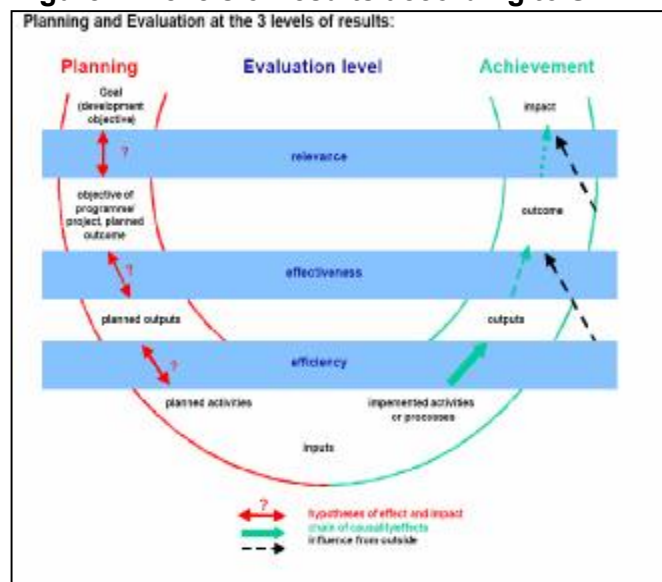 Planning and Evaluation at the 3 levels of results:
Planning
Evaluation level
Achievement
Goal
(development
objective)
impact
?
relevance
objective of
programme/
project, planned
outcome
outcome
?
effectiveness
planned outputs
outputs
?
efficiency
planned activities
impemented activities
or processes
inputs
?
hypotheses of effect and impact
chain of causality/effects
influence from outside